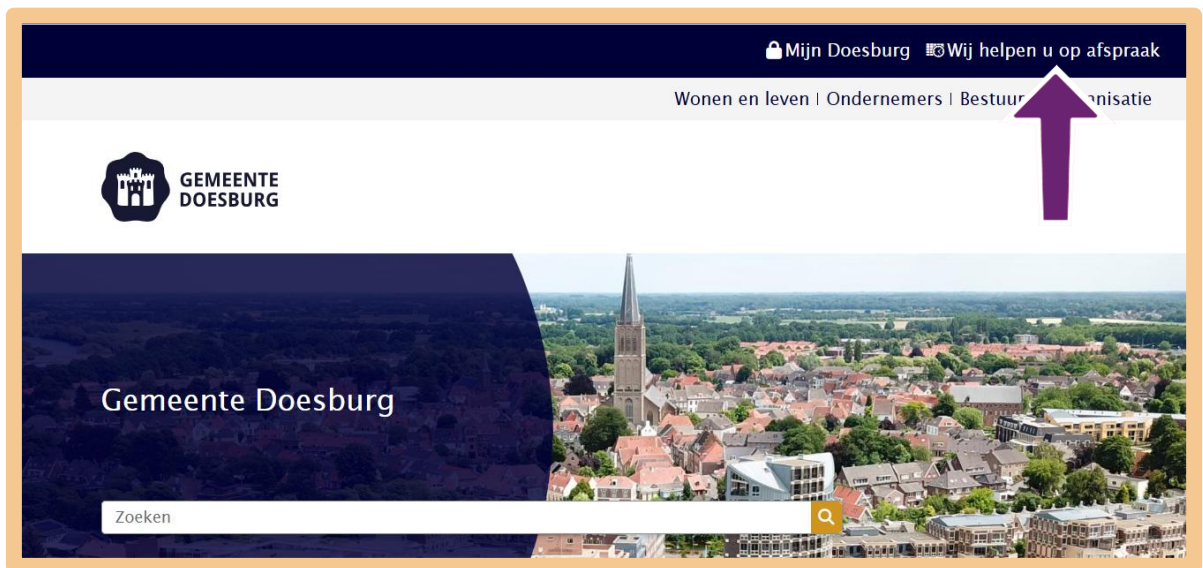 Mijn Doesburg Wij helpen u op afspraak
Wonen en leven | Ondernemers | Bestuur
GEMEENTE
DOESBURG
Gemeente Doesburg
Zoeken